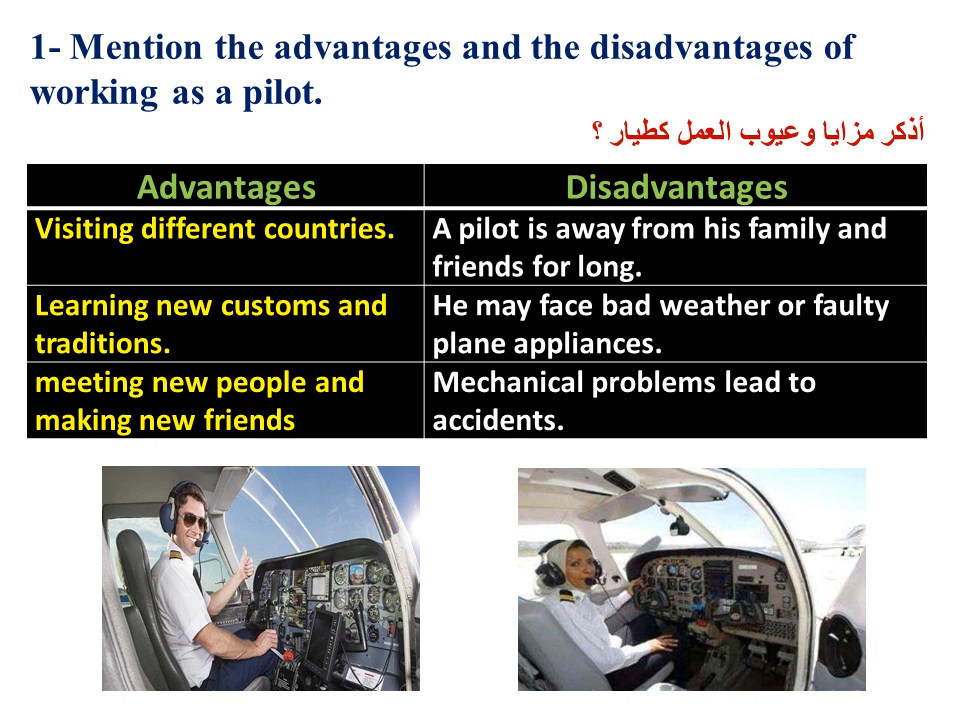 1- Mention the advantages and the disadvantages of
working as a pilot.
أذكر مزايا وعيوب العمل كطيار ؟
Advantages Disadvantages
Visiting different countries.
A pilot is away from his family and
friends for long.
Learning new customs and
traditions.
He may face bad weather or faulty
plane appliances.
meeting new people and
making new friends
Mechanical problems lead to
accidents.